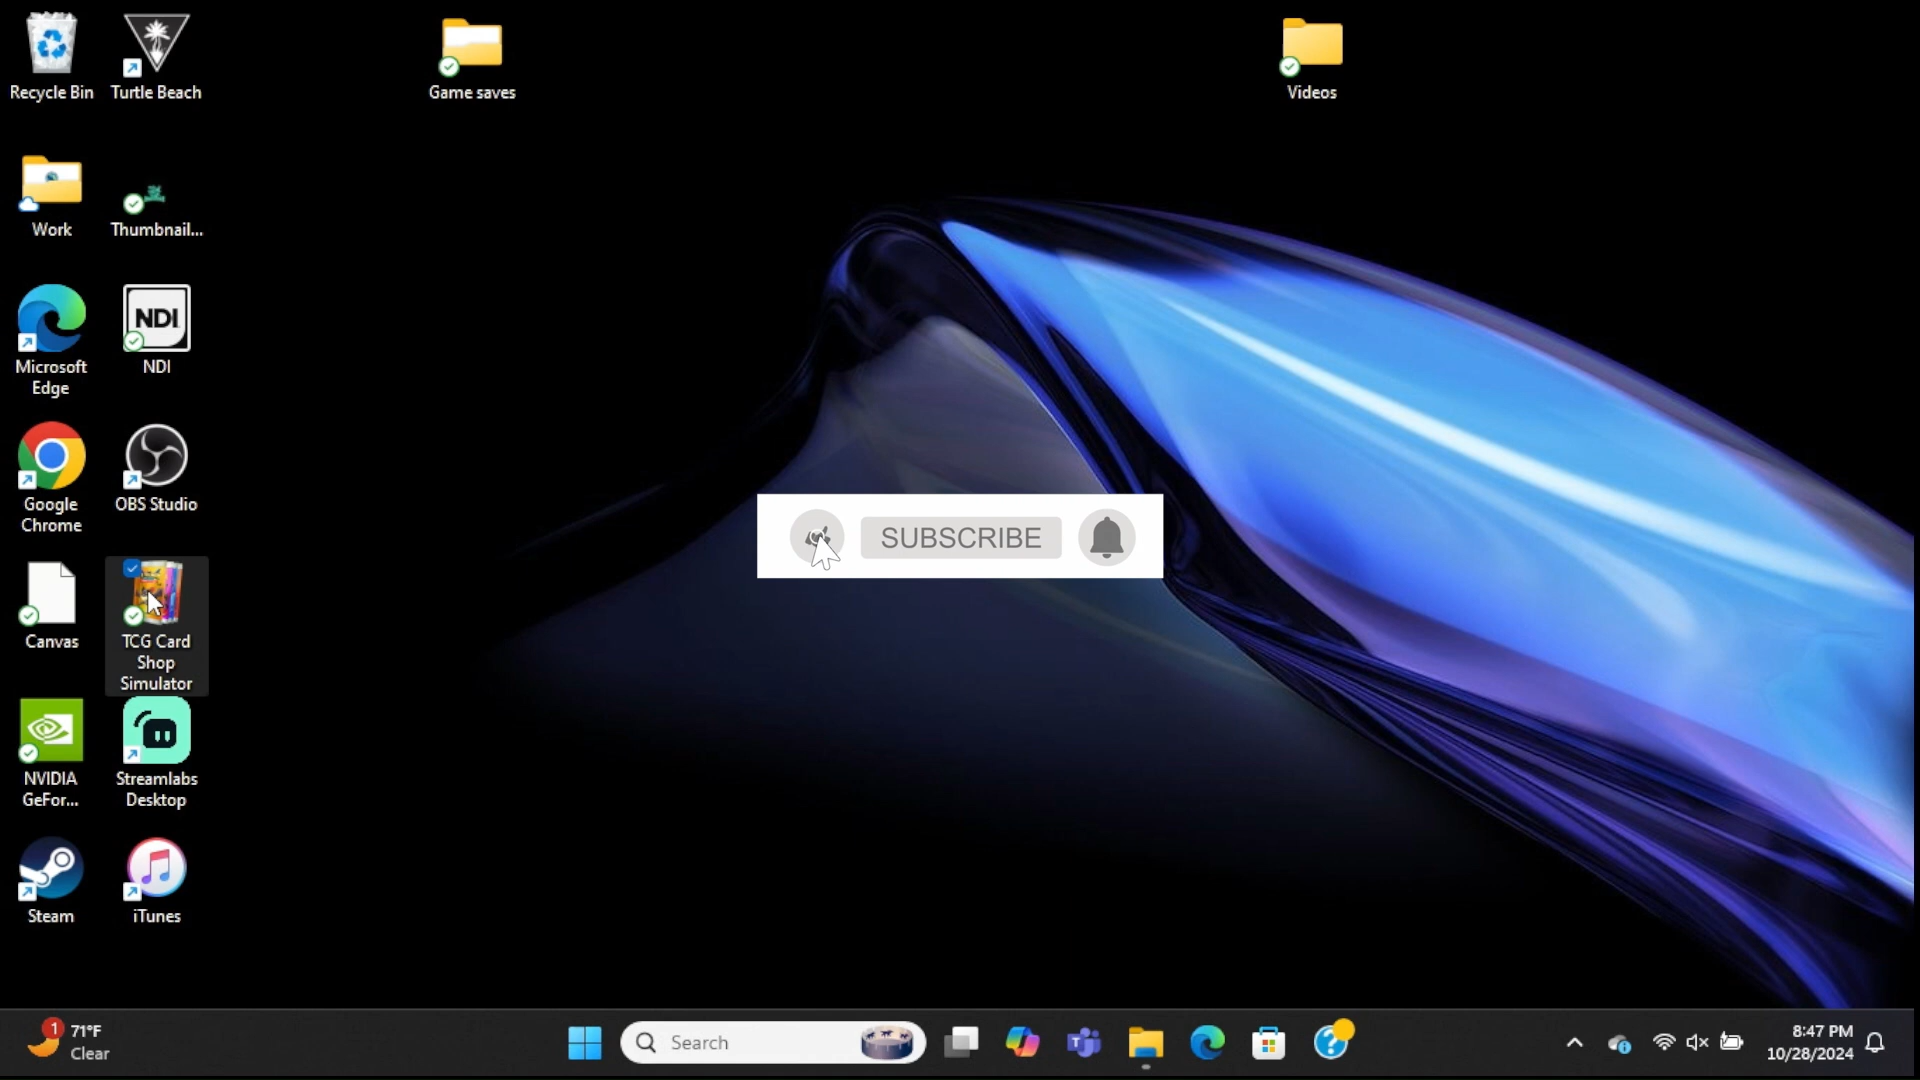 Recycle Bin
Turtle Beach
Game saves
Videos
Work
Thumbnail...
Microsoft
Edge
NDI
NDI
Google
Chrome
OBS Studio
SUBSCRIBE
Canvas
TCG Card
Shop
Simulator
NVIDIA
GeFor...
Streamlabs
Desktop
Steam
iTunes
1
71°F
Clear
Search
T
8:47 PM
10/28/2024